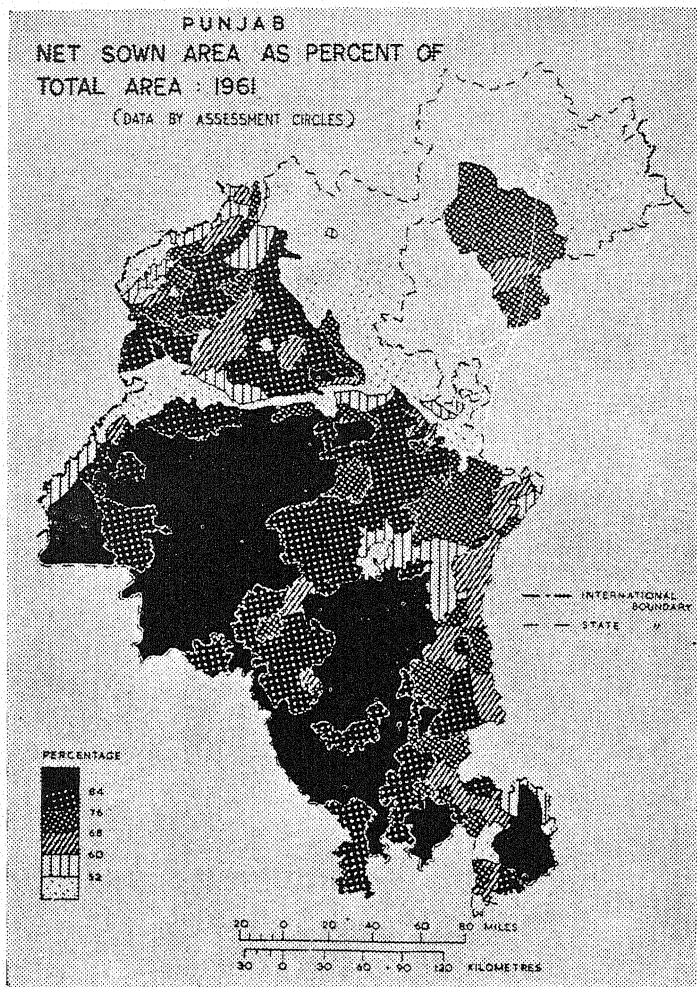 PUNJAB
NET SOWN AREA AS PERCENT OF
TOTAL AREA : 1961
(DATA BY ASSESSMENT CIRCLES)
INTERNATIONAL
BOUNDARY
STATE "
PERCENTAGE
84
76
68
60
52
20 0 20 40 60 80 MILES
30 0 30 60 90 120 KILOMETRES